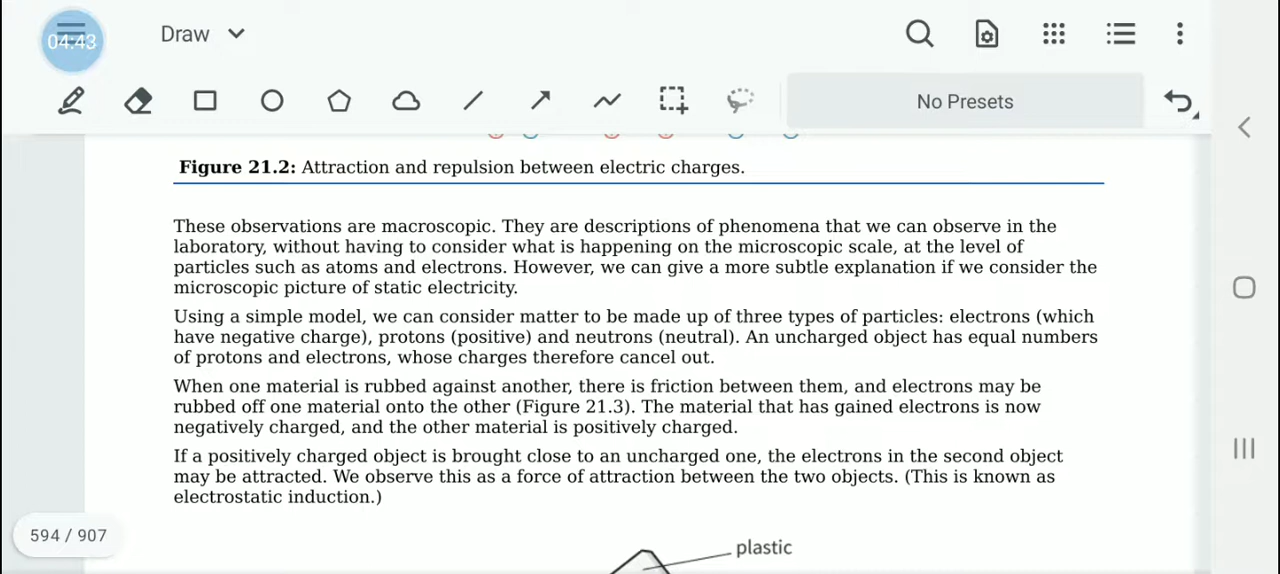 04:43
Draw
No Presets
Figure 21.2: Attraction and repulsion between electric charges.
These observations are macroscopic. They are descriptions of phenomena that we can observe in the
laboratory, without having to consider what is happening on the microscopic scale, at the level of
particles such as atoms and electrons. However, we can give a more subtle explanation if we consider the
microscopic picture of static electricity.
Using a simple model, we can consider matter to be made up of three types of particles: electrons (which
have negative charge), protons (positive) and neutrons (neutral). An uncharged object has equal numbers
of protons and electrons, whose charges therefore cancel out.
When one material is rubbed against another, there is friction between them, and electrons may be
rubbed off one material onto the other (Figure 21.3). The material that has gained electrons is now
negatively charged, and the other material is positively charged.
If a positively charged object is brought close to an uncharged one, the electrons in the second object
may be attracted. We observe this as a force of attraction between the two objects. (This is known as
electrostatic induction.)
594 / 907
plastic